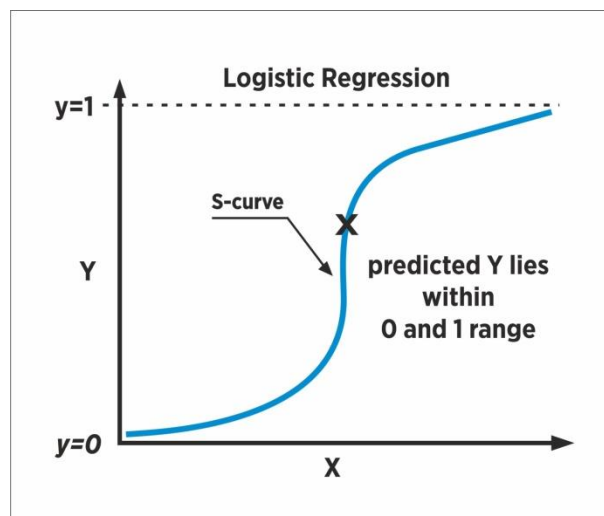 Logistic Regression
y=1
S-curve
X
Y
predicted Y lies
within
0 and 1 range
y=0
X